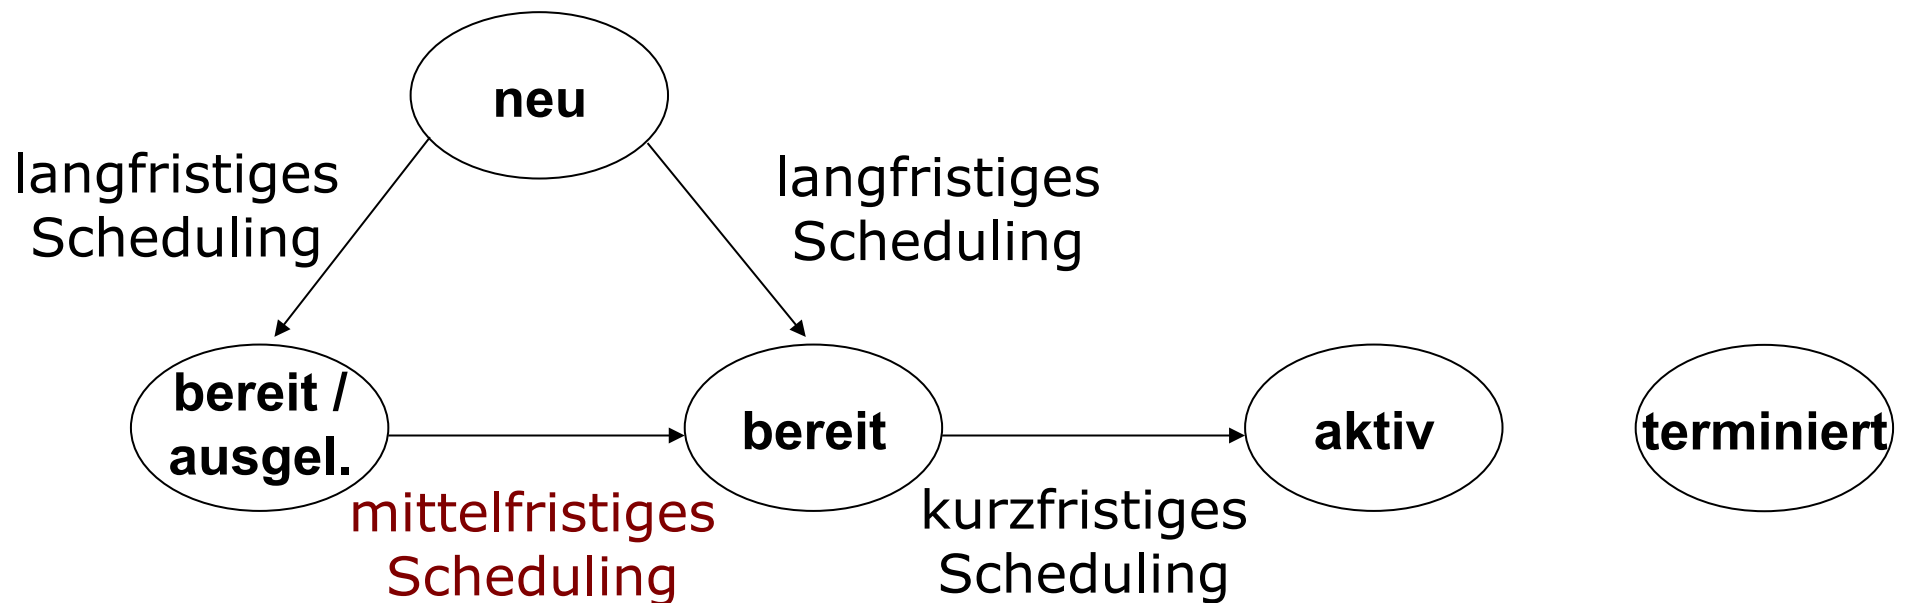 neu
langfristiges
Scheduling
langfristiges
Scheduling
bereit /
ausgel.
bereit
aktiv
terminiert
mittelfristiges
Scheduling
kurzfristiges
Scheduling